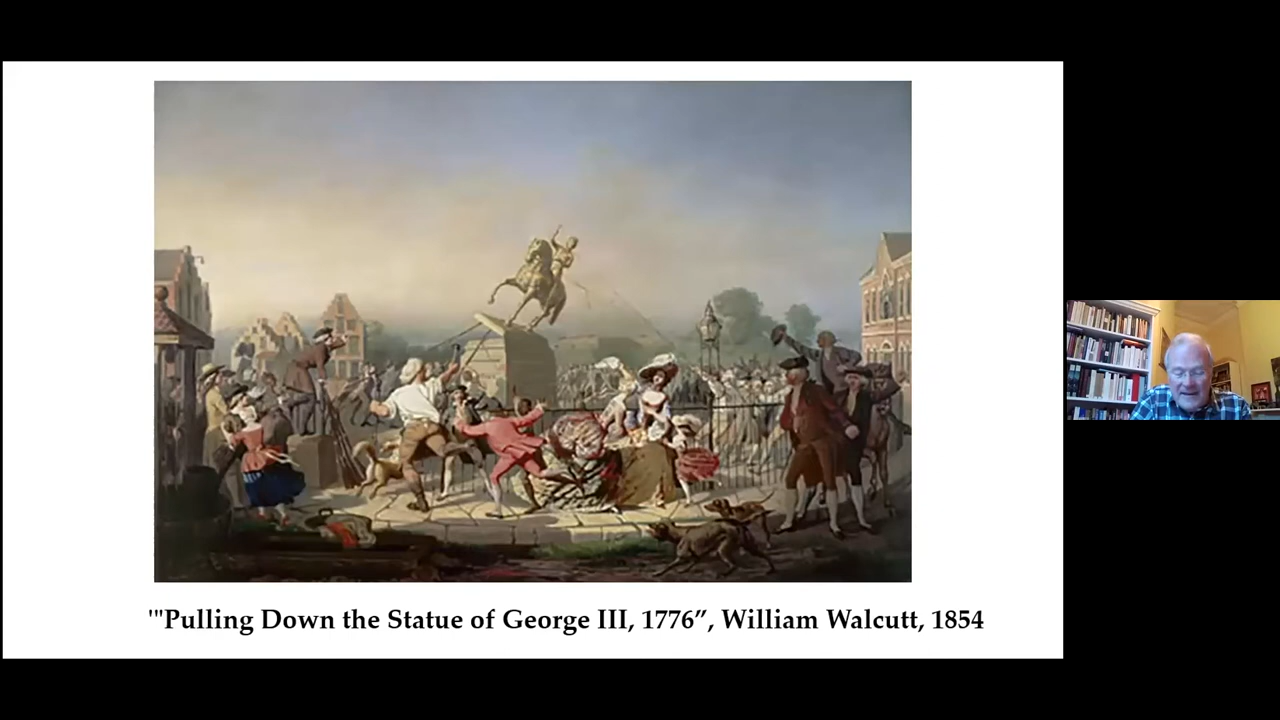 '"Pulling Down the Statue of George III, 1776”, William Walcutt, 1854